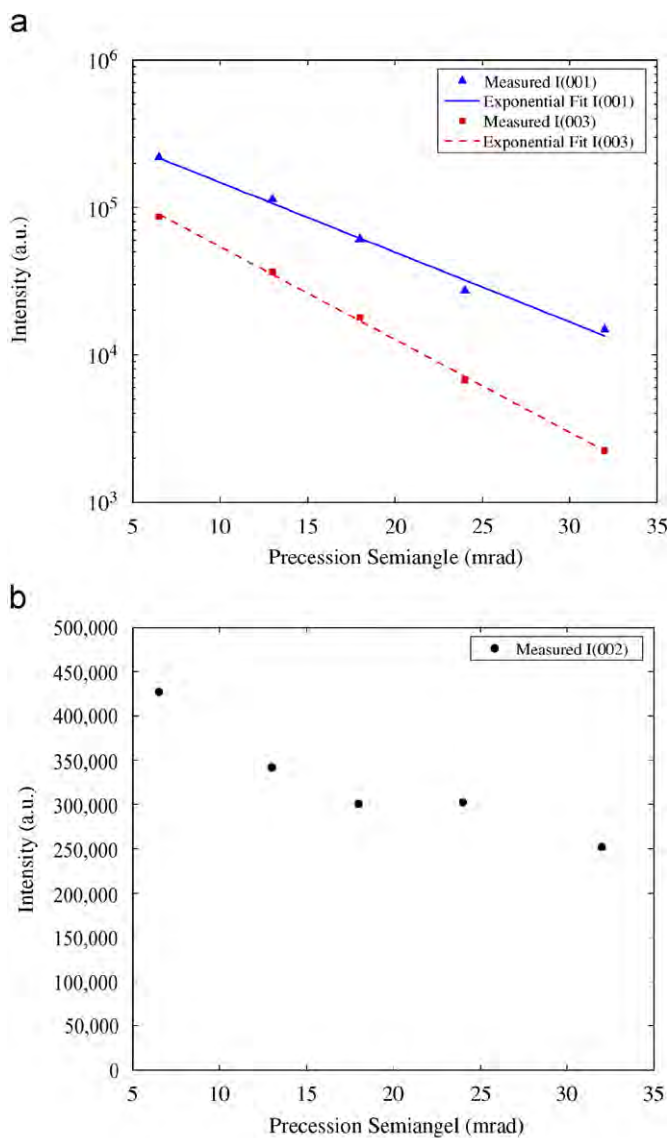 a
10^6
10^5
10^4
10^3
Intensity (a.u.)
Measured I(001)
Exponential Fit I(001)
Measured I(003)
Exponential Fit I(003)
5 10 15 20 25 30 35
Precession Semiangle (mrad)
b
500,000
450,000
400,000
350,000
300,000
250,000
200,000
150,000
100,000
50,000
0
Intensity (a.u.)
Measured I(002)
5 10 15 20 25 30 35
Precession Semiangel (mrad)